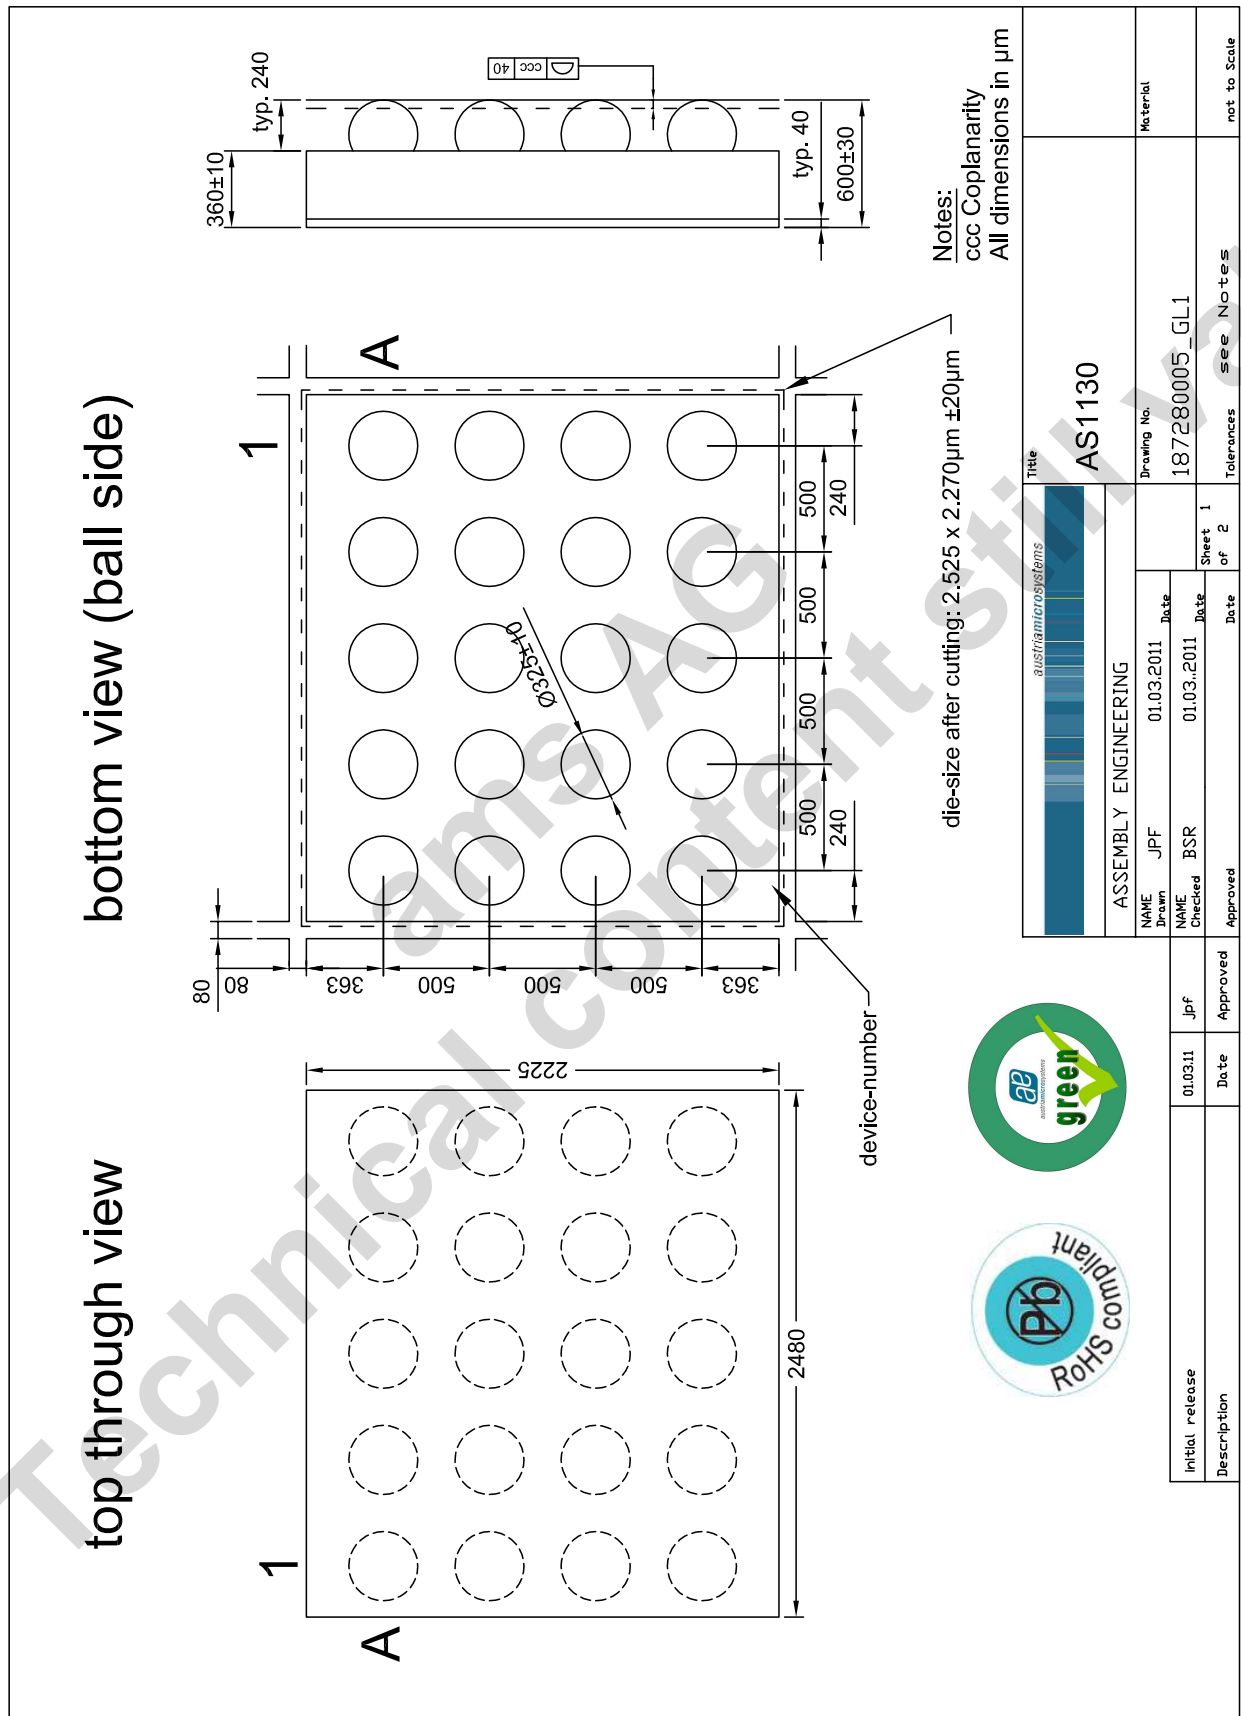 top through view
bottom view (ball side)
1
A
2480
2225
1
A
80
80
363
500
500
500
363
Ø325±10
240
500
500
500
500
240
device-number
die-size after cutting: 2.525 x 2.270µm ±20µm
360±10
typ. 240
40 ccc
typ. 40
600±30
Notes:
ccc Coplanarity
All dimensions in µm
Pb
RoHS compliant
austriamicrosystems
green
austriamicrosystems
ASSEMBLY ENGINEERING
Title
AS1130
NAME
Drawn
JPF
01.03.2011
Date
NAME
Checked
BSR
01.03..2011
Date
Drawing No.
187280005_GL1
Material
Sheet 1
of 2
initial release
01.03.11
jpf
Description
Date
Approved
Approved
Date
Tolerances
see Notes
not to Scale
ams AG
Technical content still va